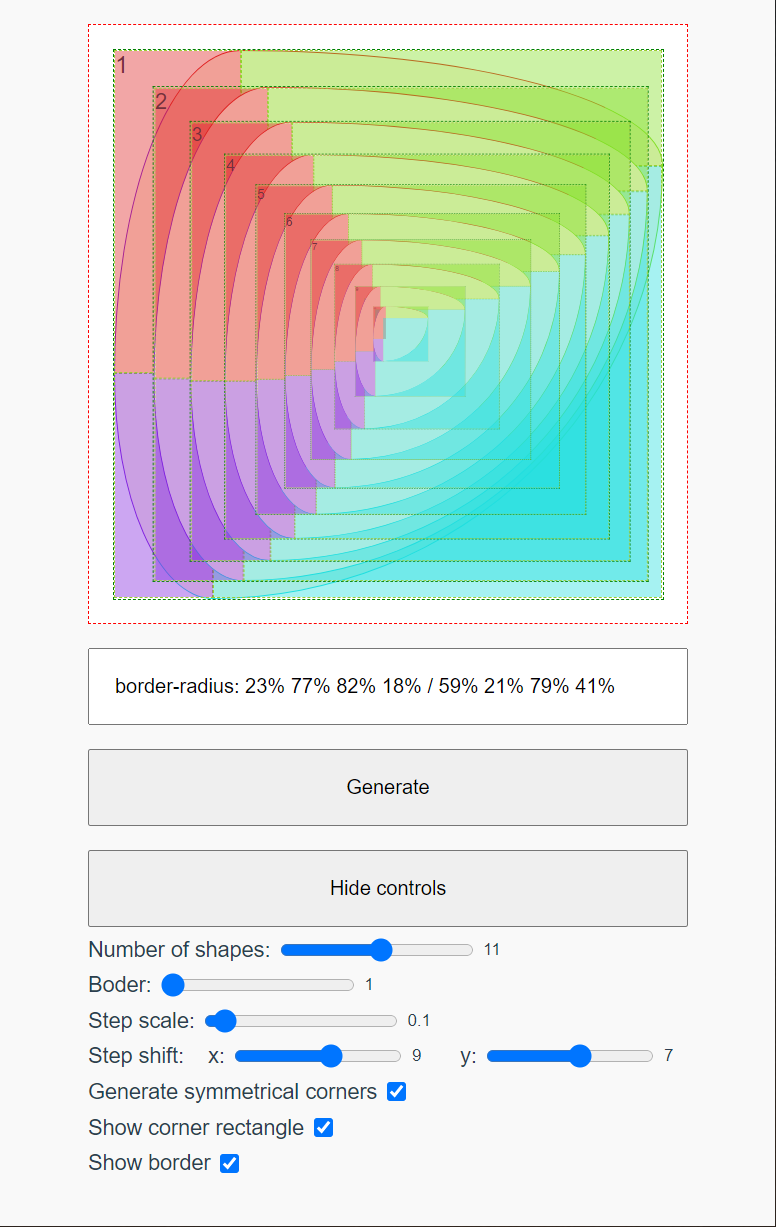 1
2
3
4
5
6
7
8
border-radius: 23% 77% 82% 18% / 59% 21% 79% 41%
Generate
Hide controls
Number of shapes: 11
Boder: 1
Step scale: 0.1
Step shift: x: 9 y: 7
Generate symmetrical corners
Show corner rectangle
Show border